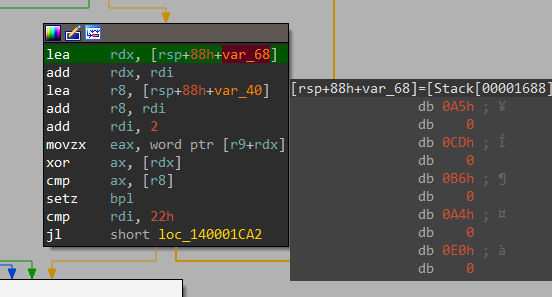 lea     rdx, [rsp+88h+var_68]
add     rdx, rdi
lea     r8, [rsp+88h+var_40]
add     r8, rdi
add     rdi, 2
movzx   eax, word ptr [r9+rdx]
xor     ax, [rdx]
cmp     ax, [r8]
setz    bpl
cmp     rdi, 22h
jl      short loc_140001CA2
[rsp+88h+var_68]=[Stack[00001688]
db 0A5h ; ¥
db    0
db 0CDh ; Í
db    0
db 0B6h ; ¶
db    0
db 0A4h ; ¤
db    0
db 0E0h ; à
db    0